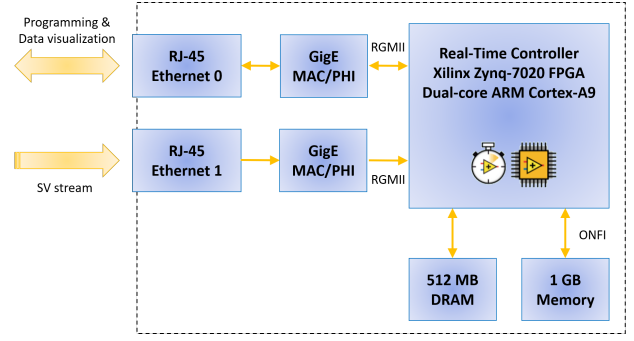 Programming &
Data visualization
RJ-45
Ethernet 0
GigE
MAC/PHI
RGMII
Real-Time Controller
Xilinx Zynq-7020 FPGA
Dual-core ARM Cortex-A9
SV stream
RJ-45
Ethernet 1
GigE
MAC/PHI
RGMII
ONFI
512 MB
DRAM
1 GB
Memory